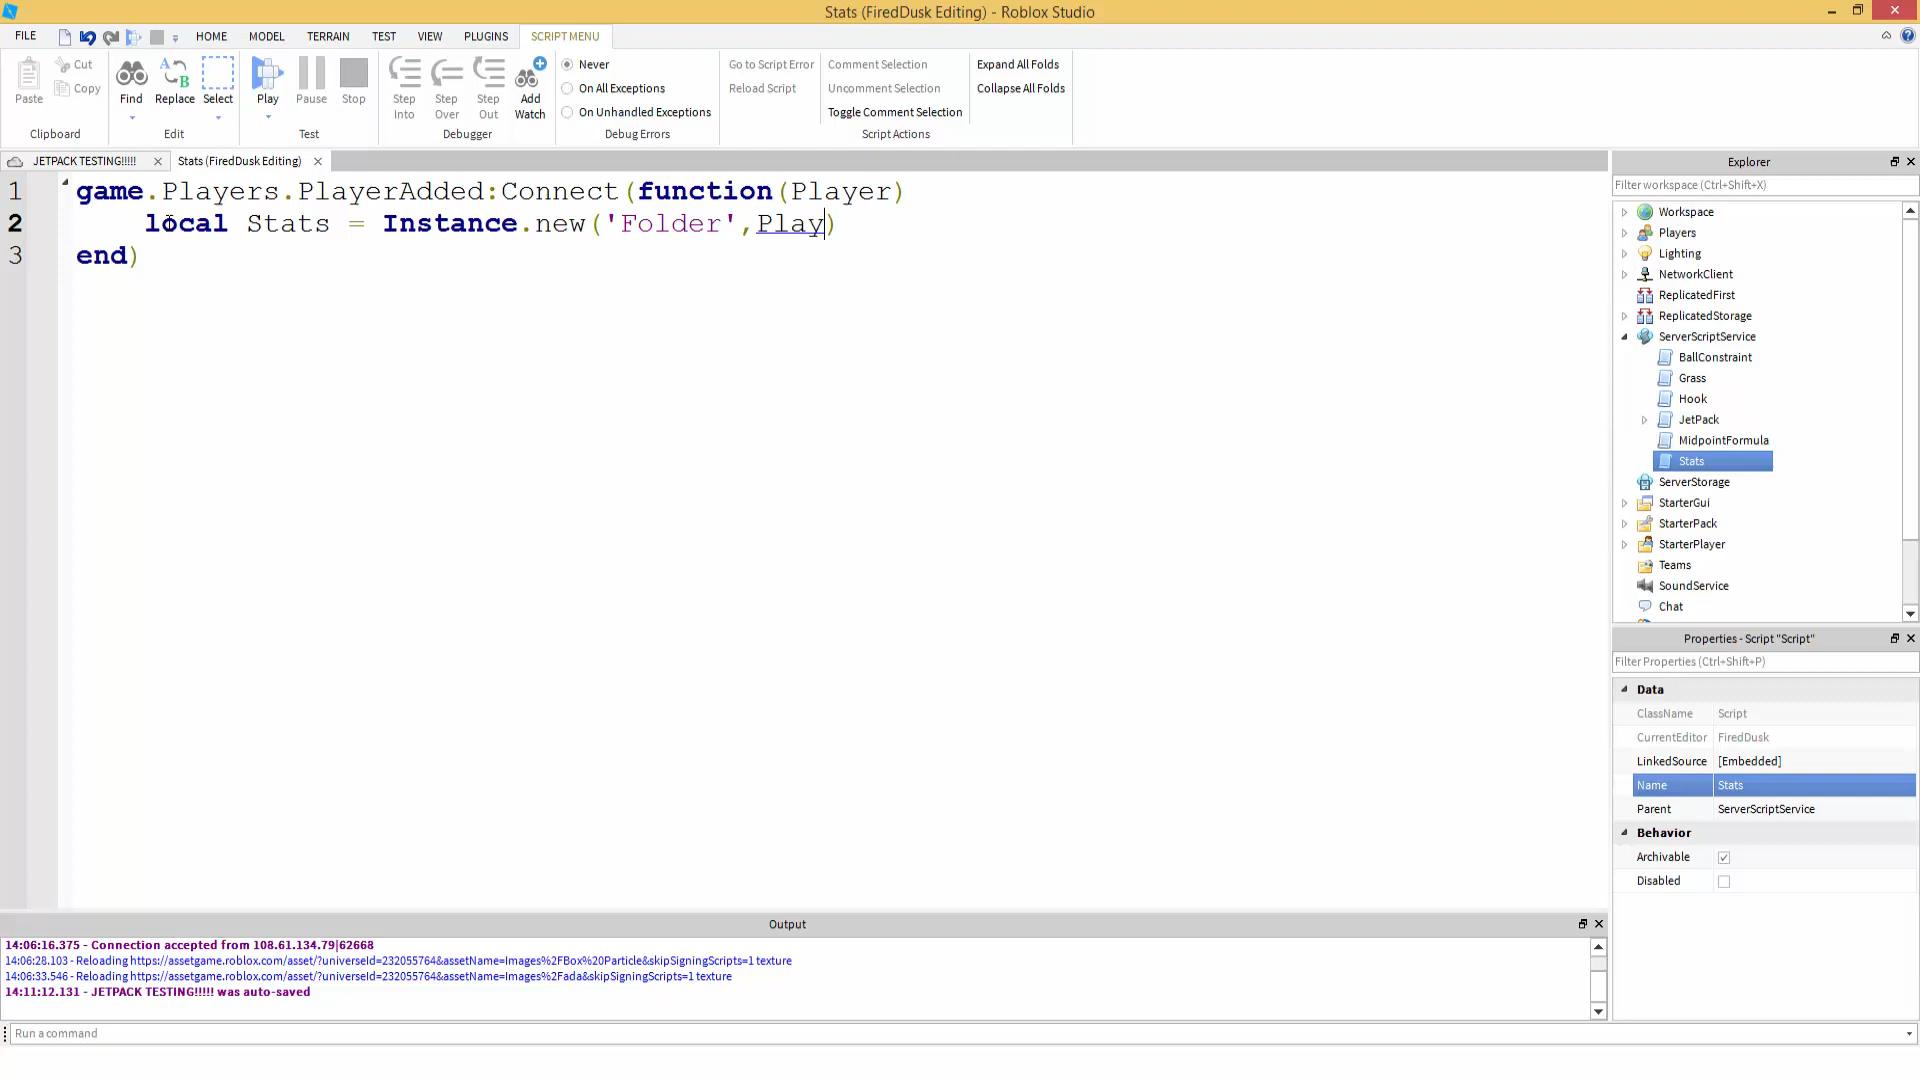 Stats (FiredDusk Editing) - Roblox Studio
FILE HOME MODEL TERRAIN TEST VIEW PLUGINS SCRIPT MENU
Paste Cut Copy Find Replace Select Play Pause Stop Step Into Step Over Step Out Add Watch
Never
On All Exceptions
On Unhandled Exceptions
Go to Script Error
Reload Script
Comment Selection
Uncomment Selection
Toggle Comment Selection
Expand All Folds
Collapse All Folds
Clipboard Edit Test Debugger Debug Errors Script Actions
JETPACK TESTING!!!!! Stats (FiredDusk Editing)
1 game.Players.PlayerAdded:Connect(function(Player)
2 local Stats = Instance.new('Folder',Play)
3 end)
Explorer
Filter workspace (Ctrl+Shift+X)
Workspace
Players
Lighting
NetworkClient
ReplicatedFirst
ReplicatedStorage
ServerScriptService
BallConstraint
Grass
Hook
JetPack
MidpointFormula
Stats
ServerStorage
StarterGui
StarterPack
StarterPlayer
Teams
SoundService
Chat
Properties - Script "Script"
Filter Properties (Ctrl+Shift+P)
Data
ClassName Script
CurrentEditor FiredDusk
LinkedSource [Embedded]
Name Stats
Parent ServerScriptService
Behavior
Archivable
Disabled
Output
14:06:16.375 - Connection accepted from 108.61.134.79|62668
14:06:28.103 - Reloading https://assetgame.roblox.com/asset/?universeId=232055764&assetName=Images%2FBox%20Particle&skipSigningScripts=1 texture
14:06:33.546 - Reloading https://assetgame.roblox.com/asset/?universeId=232055764&assetName=Images%2Fada&skipSigningScripts=1 texture
14:11:12.131 - JETPACK TESTING!!!!! was auto-saved
Run a command